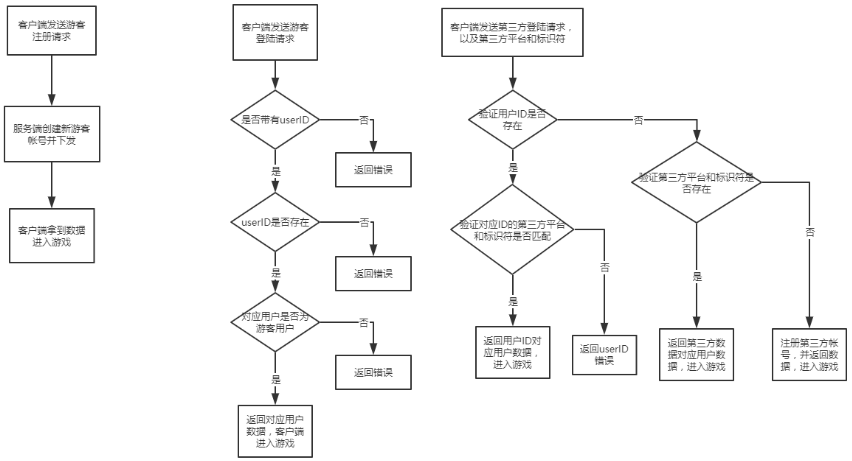 客户端发送游客
注册请求
服务端创建新游客
帐号并下发
客户端拿到数据
进入游戏
客户端发送游客
登陆请求
是否带有userID
否
返回错误
是
userID是否存在
否
返回错误
是
对应用户是否为
游客用户
否
返回错误
是
返回对应用户
数据，客户端
进入游戏
客户端发送第三方登陆请求，
以及第三方平台和标识符
验证用户ID是否
存在
否
是
验证第三方平台和标识符是
否存在
验证对应ID的第三方平台
和标识符是否匹配
否
是
否
是
返回用户ID对
应用户数据，
进入游戏
返回userID
错误
返回第三方数
据对应用户数
据，进入游戏
注册第三方帐
号，并返回数
据，进入游戏